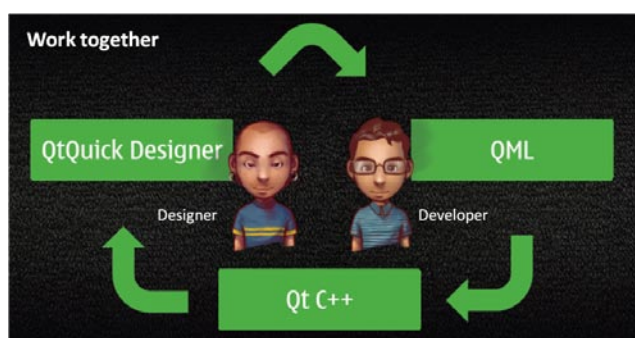 Work together
QtQuick Designer
QML
Designer
Developer
Qt C++